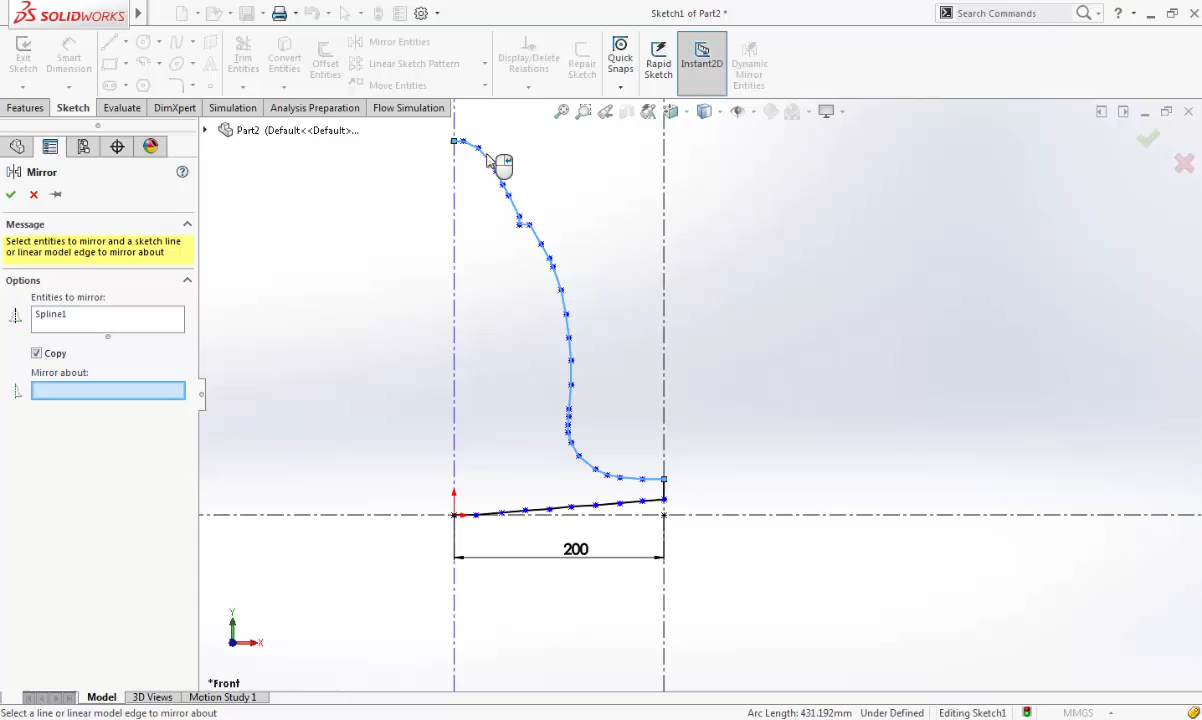 SOLIDWORKS
Sketch1 of Part2 *
Search Commands
?
Exit Sketch
Smart Dimension
Trim Entities
Convert Entities
Offset Entities
Mirror Entities
Linear Sketch Pattern
Move Entities
Display/Delete Relations
Repair Sketch
Quick Snaps
Rapid Sketch
Instant2D
Dynamic Mirror Entities
Features Sketch Evaluate DimXpert Simulation Analysis Preparation Flow Simulation
Part2 (Default<<Default>...
Mirror
?
Message
Select entities to mirror and a sketch line
or linear model edge to mirror about
Options
Entities to mirror:
Spline1
Copy
Mirror about:
200
Y
X
*Front
Model 3D Views Motion Study 1
Select a line or linear model edge to mirror about
Arc Length: 431.192mm Under Defined Editing Sketch1 MMGS